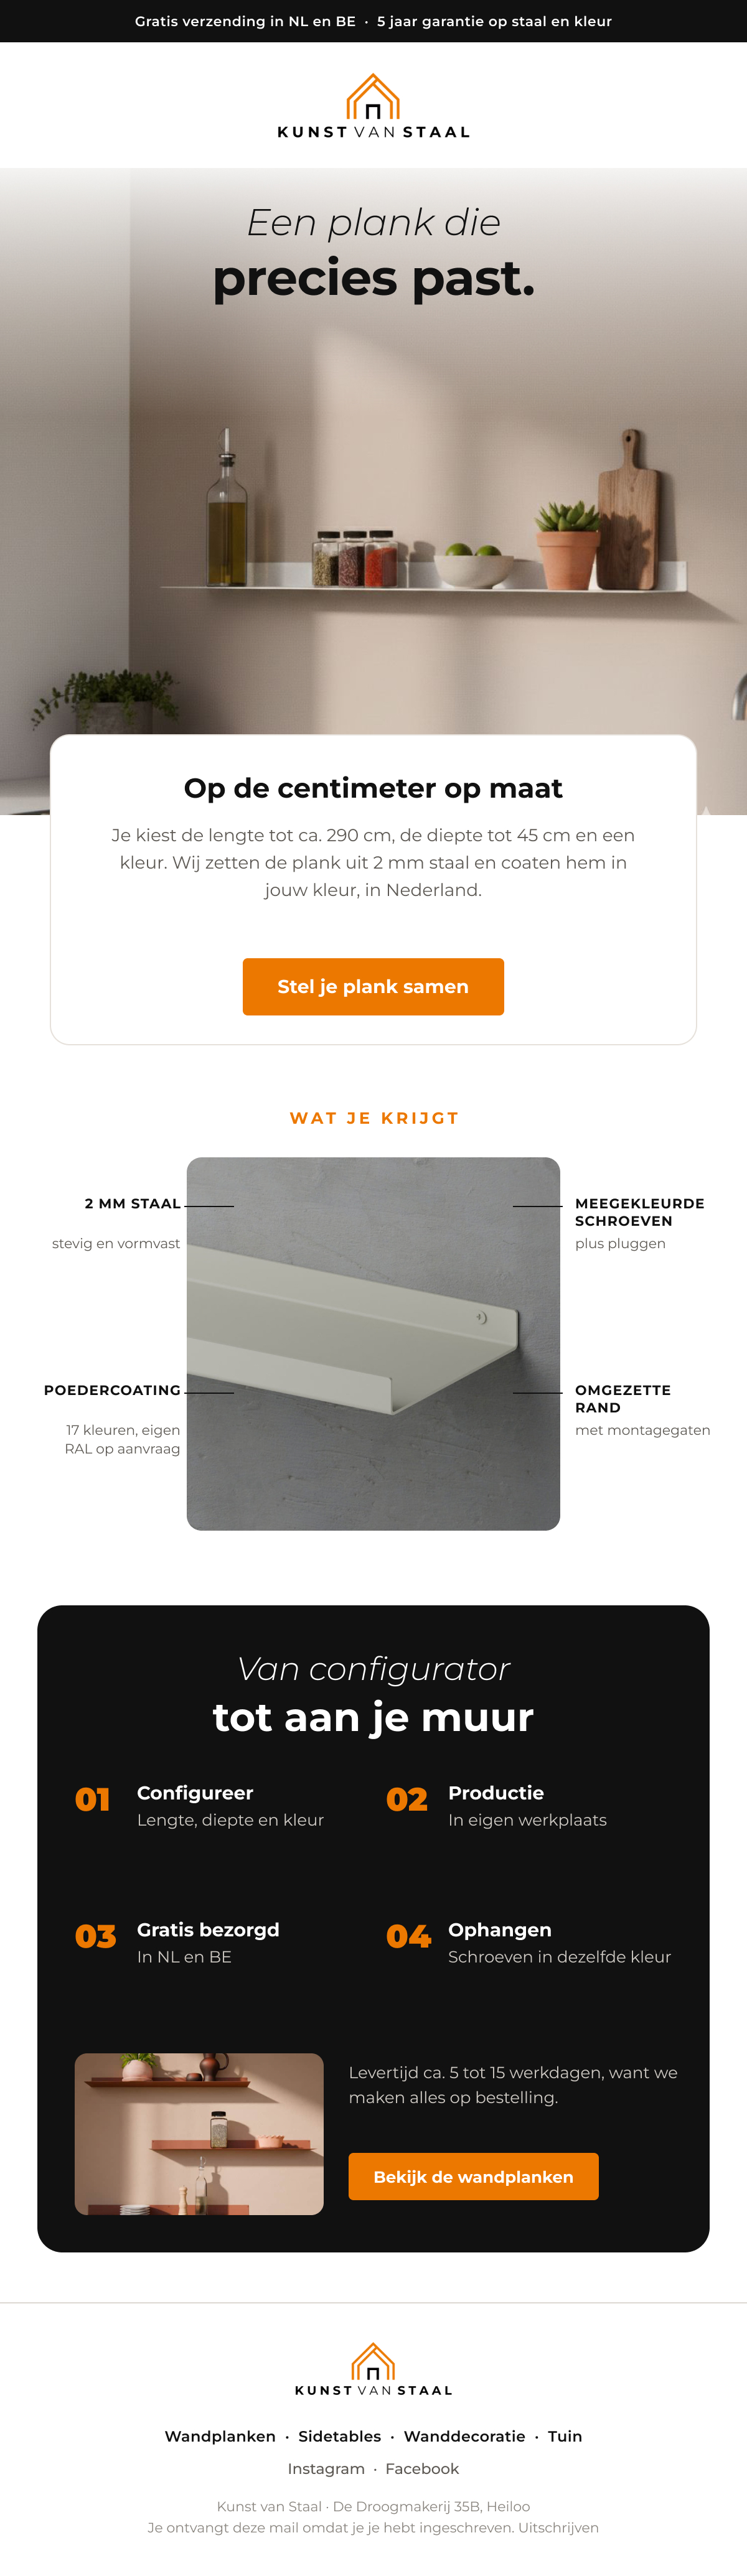 Gratis verzending in NL en BE · 5 jaar garantie op staal en kleur
KUNST VAN STAAL
Een plank die
precies past.
Op de centimeter op maat
Je kiest de lengte tot ca. 290 cm, de diepte tot 45 cm en een
kleur. Wij zetten de plank uit 2 mm staal en coaten hem in
jouw kleur, in Nederland.
Stel je plank samen
WAT JE KRIJGT
2 MM STAAL
stevig en vormvast
MEEGEKLEURDE
SCHROEVEN
plus pluggen
POEDERCOATING
17 kleuren, eigen
RAL op aanvraag
OMGEZETTE
RAND
met montagegaten
Van configurator
tot aan je muur
01 Configureer
Lengte, diepte en kleur
02 Productie
In eigen werkplaats
03 Gratis bezorgd
In NL en BE
04 Ophangen
Schroeven in dezelfde kleur
Levertijd ca. 5 tot 15 werkdagen, want we
maken alles op bestelling.
Bekijk de wandplanken
KUNST VAN STAAL
Wandplanken · Sidetables · Wanddecoratie · Tuin
Instagram · Facebook
Kunst van Staal · De Droogmakerij 35B, Heiloo
Je ontvangt deze mail omdat je je hebt ingeschreven. Uitschrijven